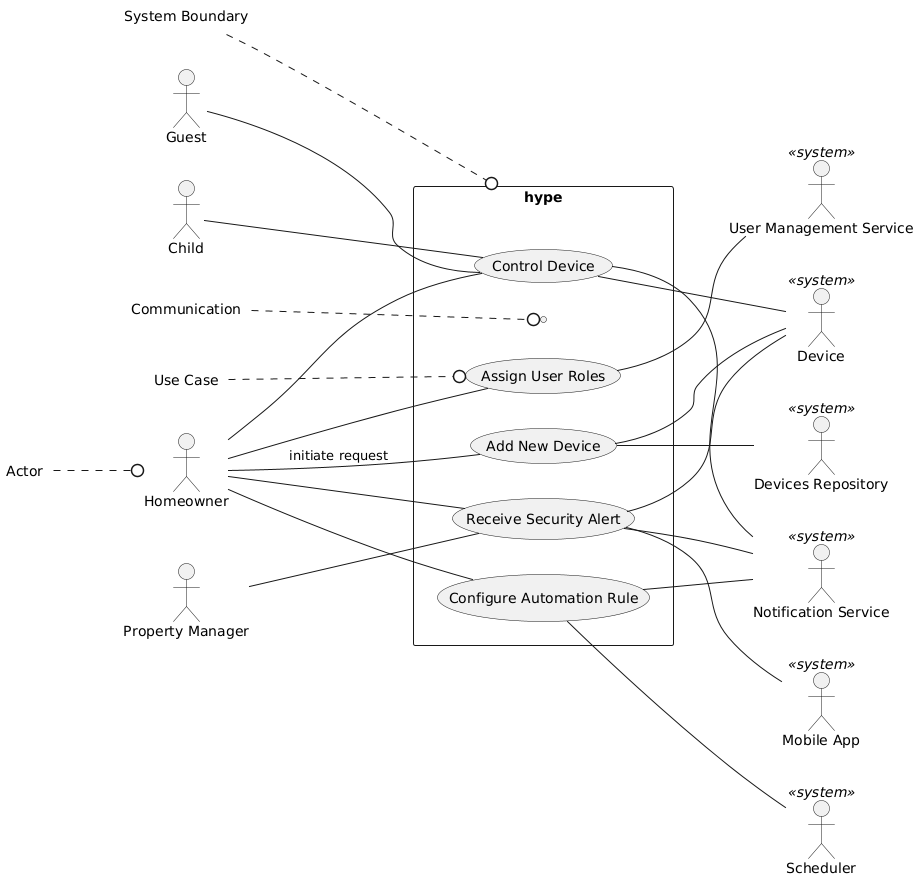 System Boundary
Guest
«system»
hype
User Management Service
Child
Control Device
«system»
Communication
Device
Use Case
Assign User Roles
«system»
Add New Device
initiate request
Actor
Devices Repository
Homeowner
Receive Security Alert
«system»
Configure Automation Rule
Notification Service
Property Manager
«system»
Mobile App
«system»
Scheduler